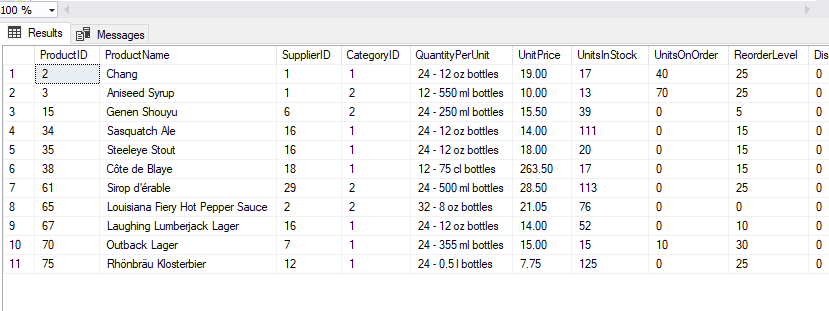 100 %
Results Messages
ProductID ProductName SupplierID CategoryID QuantityPerUnit UnitPrice UnitsInStock UnitsOnOrder ReorderLevel Dis
1 2 Chang 1 1 24 - 12 oz bottles 19.00 17 40 25 0
2 3 Aniseed Syrup 1 2 12 - 550 ml bottles 10.00 13 70 25 0
3 15 Genen Shouyu 6 2 24 - 250 ml bottles 15.50 39 0 5 0
4 34 Sasquatch Ale 16 1 24 - 12 oz bottles 14.00 111 0 15 0
5 35 Steeleye Stout 16 1 24 - 12 oz bottles 18.00 20 0 15 0
6 38 Côte de Blaye 18 1 12 - 75 cl bottles 263.50 17 0 15 0
7 61 Sirop d'érable 29 2 24 - 500 ml bottles 28.50 113 0 25 0
8 65 Louisiana Fiery Hot Pepper Sauce 2 2 32 - 8 oz bottles 21.05 76 0 0 0
9 67 Laughing Lumberjack Lager 16 1 24 - 12 oz bottles 14.00 52 0 10 0
10 70 Outback Lager 7 1 24 - 355 ml bottles 15.00 15 10 30 0
11 75 Rhönbräu Klosterbier 12 1 24 - 0.5 l bottles 7.75 125 0 25 0